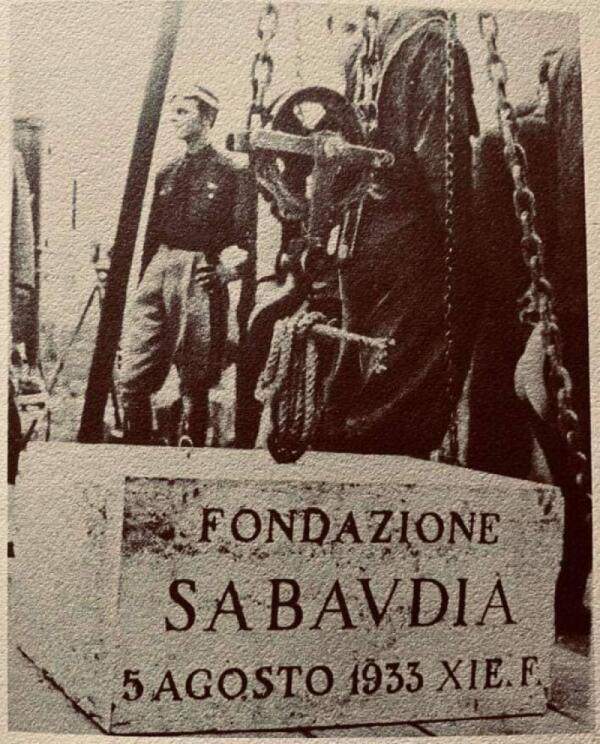 FONDAZIONE
SABAVDIA
5 AGOSTO 1933 XI E. F.